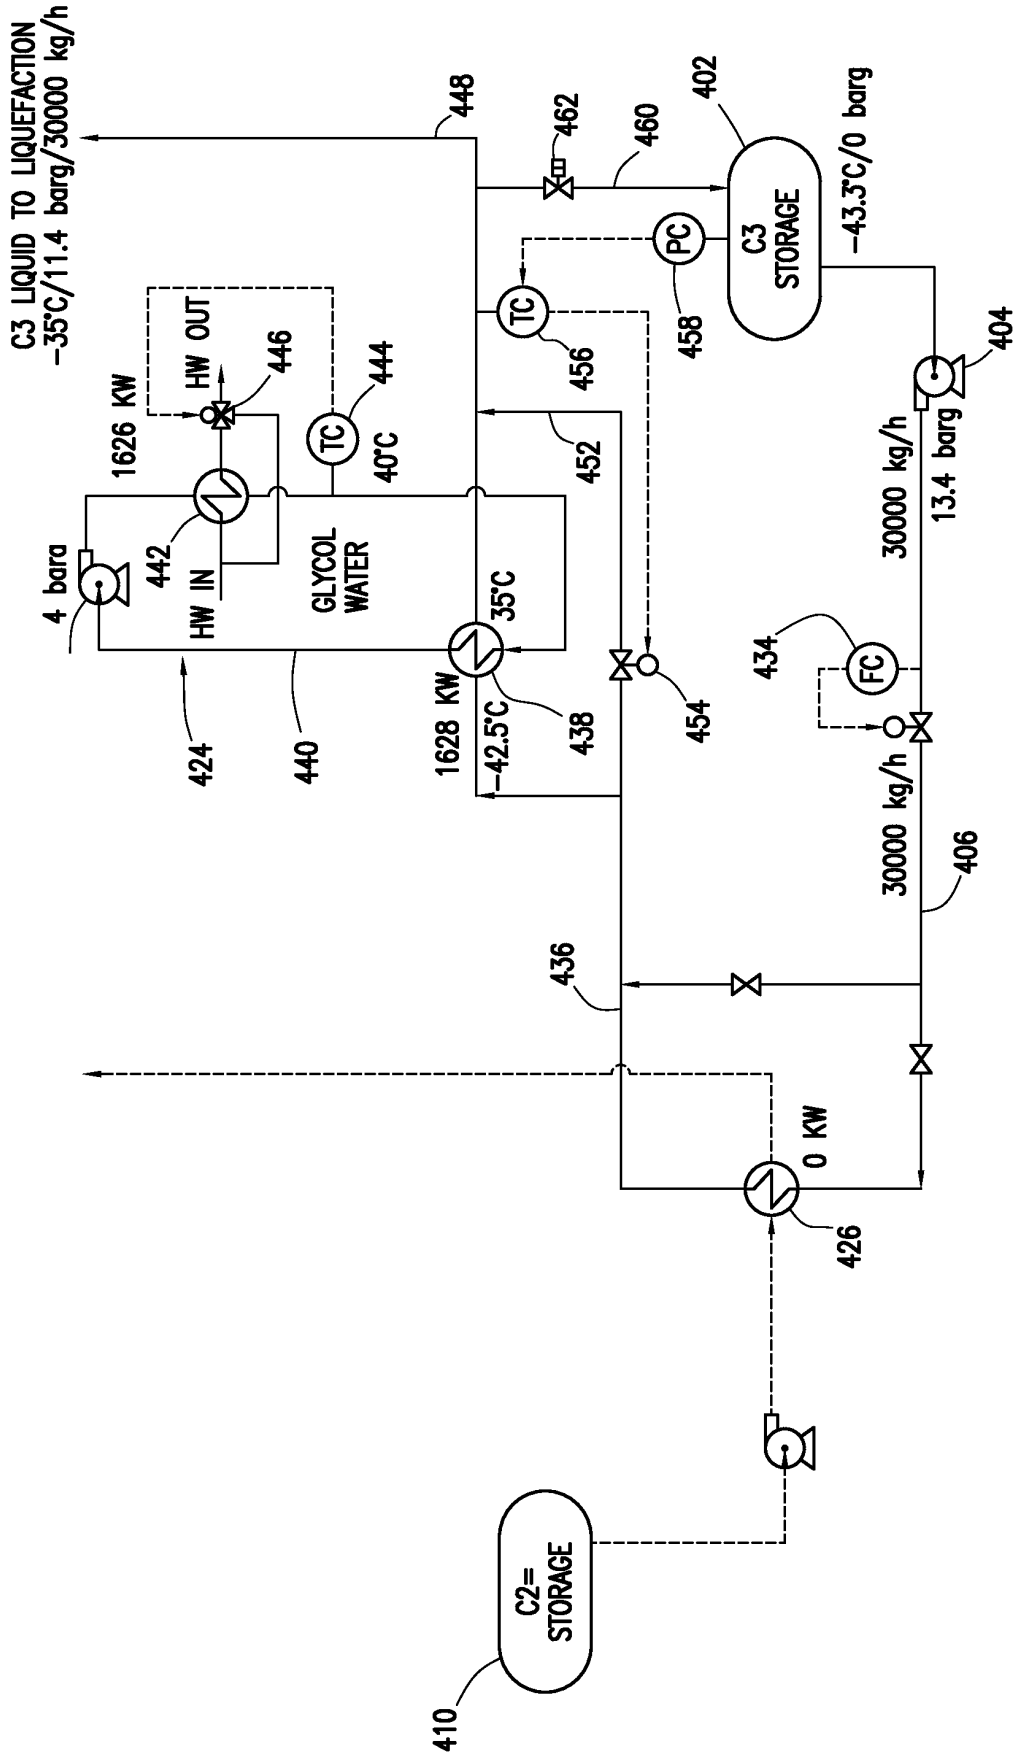 C3 LIQUID TO LIQUEFACTION
-35°C/11.4 barg/30000 kg/h
448
462
460
402
C3
STORAGE
-43.3°C/0 barg
PC
458
TC
456
404
HW OUT
446
1626 KW
444
TC
40°C
452
30000 kg/h
13.4 barg
4 bara
442
HW IN
GLYCOL
WATER
35°C
434
FC
424
440
1628 KW
-42.5°C
438
454
30000 kg/h
406
436
0 KW
426
C2=
STORAGE
410